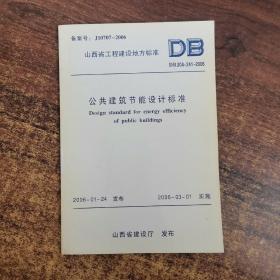 备案号：J10707-2006
山西省工程建设地方标准
DB
DBJ04-241-2006
公共建筑节能设计标准
Design standard for energy efficiency
of public buildings
2006-01-24 发布
2006-03-01 实施
山西省建设厅 发布